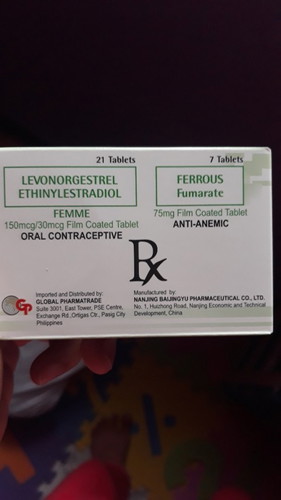 21 Tablets
LEVONORGESTREL
ETHINYLESTRADIOL
FEMME
150mcg/30mcg Film Coated Tablet
ORAL CONTRACEPTIVE
7 Tablets
FERROUS
Fumarate
75mg Film Coated Tablet
ANTI-ANEMIC
Rx
GP
Imported and Distributed by:
GLOBAL PHARMATRADE
Suite 3001, East Tower, PSE Centre,
Exchange Rd.,Ortigas Ctr., Pasig City
Philippines
Manufactured by:
NANJING BAIJINGYU PHARMACEUTICAL CO., LTD.
No. 1, Huizhong Road, Nanjing Economic and Technical
Development, China